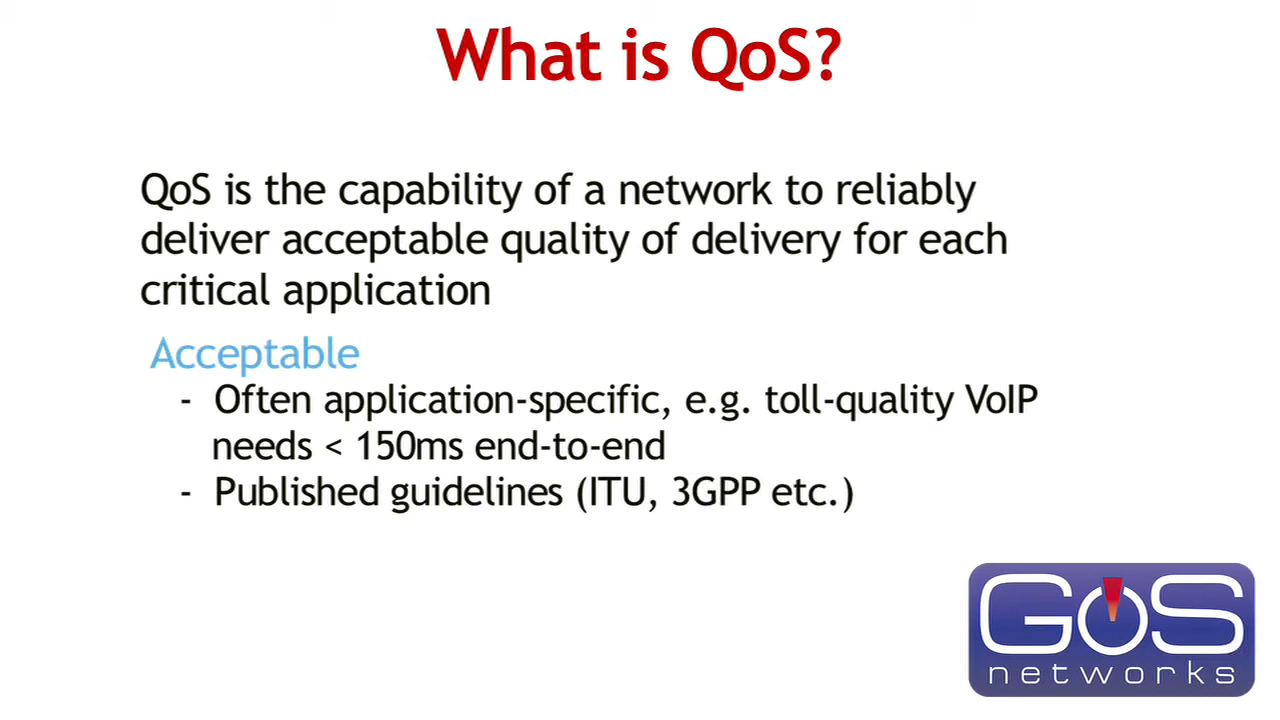 What is QoS?
QoS is the capability of a network to reliably
deliver acceptable quality of delivery for each
critical application
Acceptable
- Often application-specific, e.g. toll-quality VoIP
needs < 150ms end-to-end
- Published guidelines (ITU, 3GPP etc.)
GoS
networks